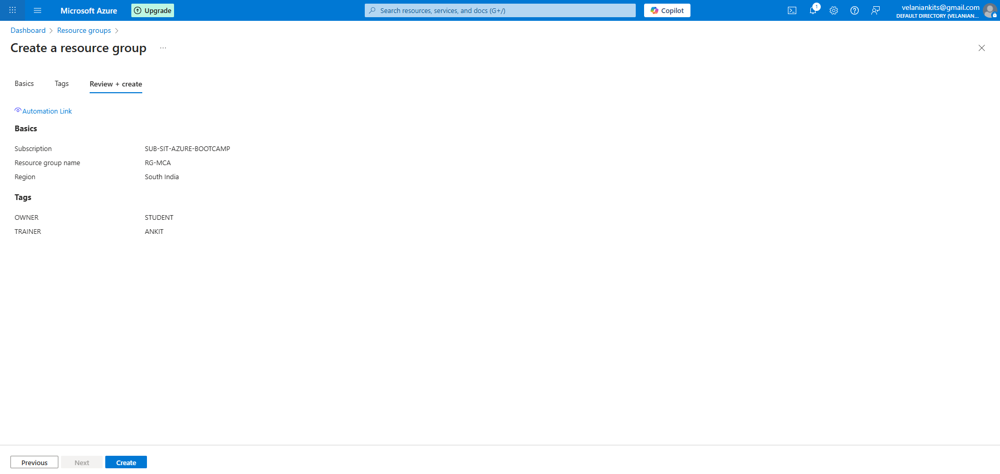 Microsoft Azure
Upgrade
Search resources, services, and docs (G+/)
Copilot
1
velaniankits@gmail.com
DEFAULT DIRECTORY (VELANIAN...
Dashboard > Resource groups >
Create a resource group ...
Basics Tags Review + create
Automation Link
Basics
Subscription SUB-SIT-AZURE-BOOTCAMP
Resource group name RG-MCA
Region South India
Tags
OWNER STUDENT
TRAINER ANKIT
Previous Next Create